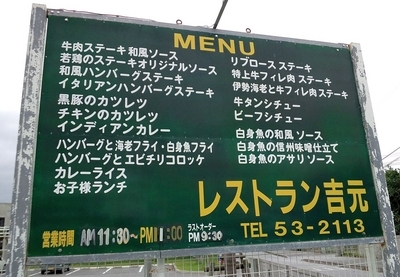 MENU
牛肉ステーキ和風ソース
若鶏のステーキオリジナルソース
和風ハンバーグステーキ
イタリアンハンバーグステーキ
黒豚のカツレツ
チキンのカツレツ
インディアンカレー
ハンバーグと海老フライ・白身魚フライ
ハンバーグとエビチリコロッケ
カレーライス
お子様ランチ
リブロース ステーキ
特上牛フィレ肉 ステーキ
伊勢海老と牛フィレ肉 ステーキ
牛タンシチュー
ビーフシチュー
白身魚の和風 ソース
白身魚の信州味噌仕立て
白身魚のアサリ ソース
レストラン吉元
営業時間 AM 11:30~PM 11:00
ラストオーダー
PM 9:30
TEL 53-2113